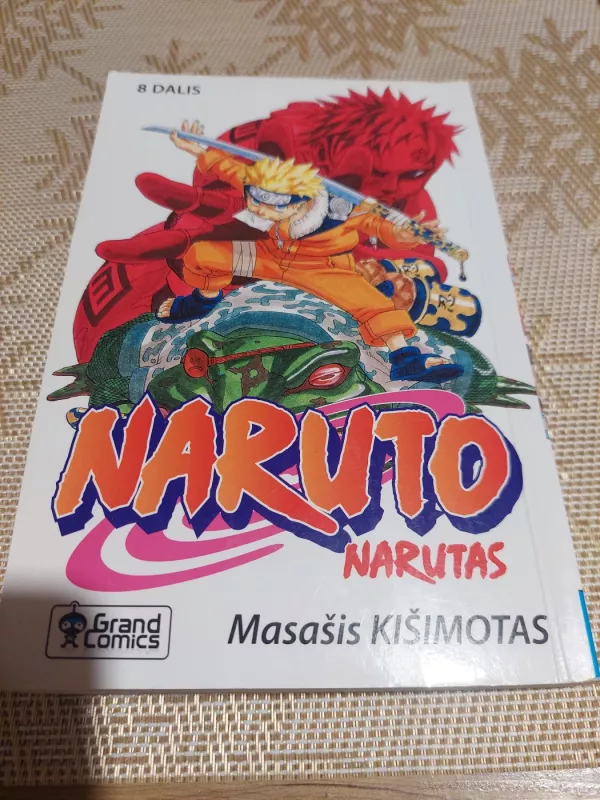 8 DALIS
NARUTO
NARUTAS
Grand
Comics
Masašis KIŠIMOTAS